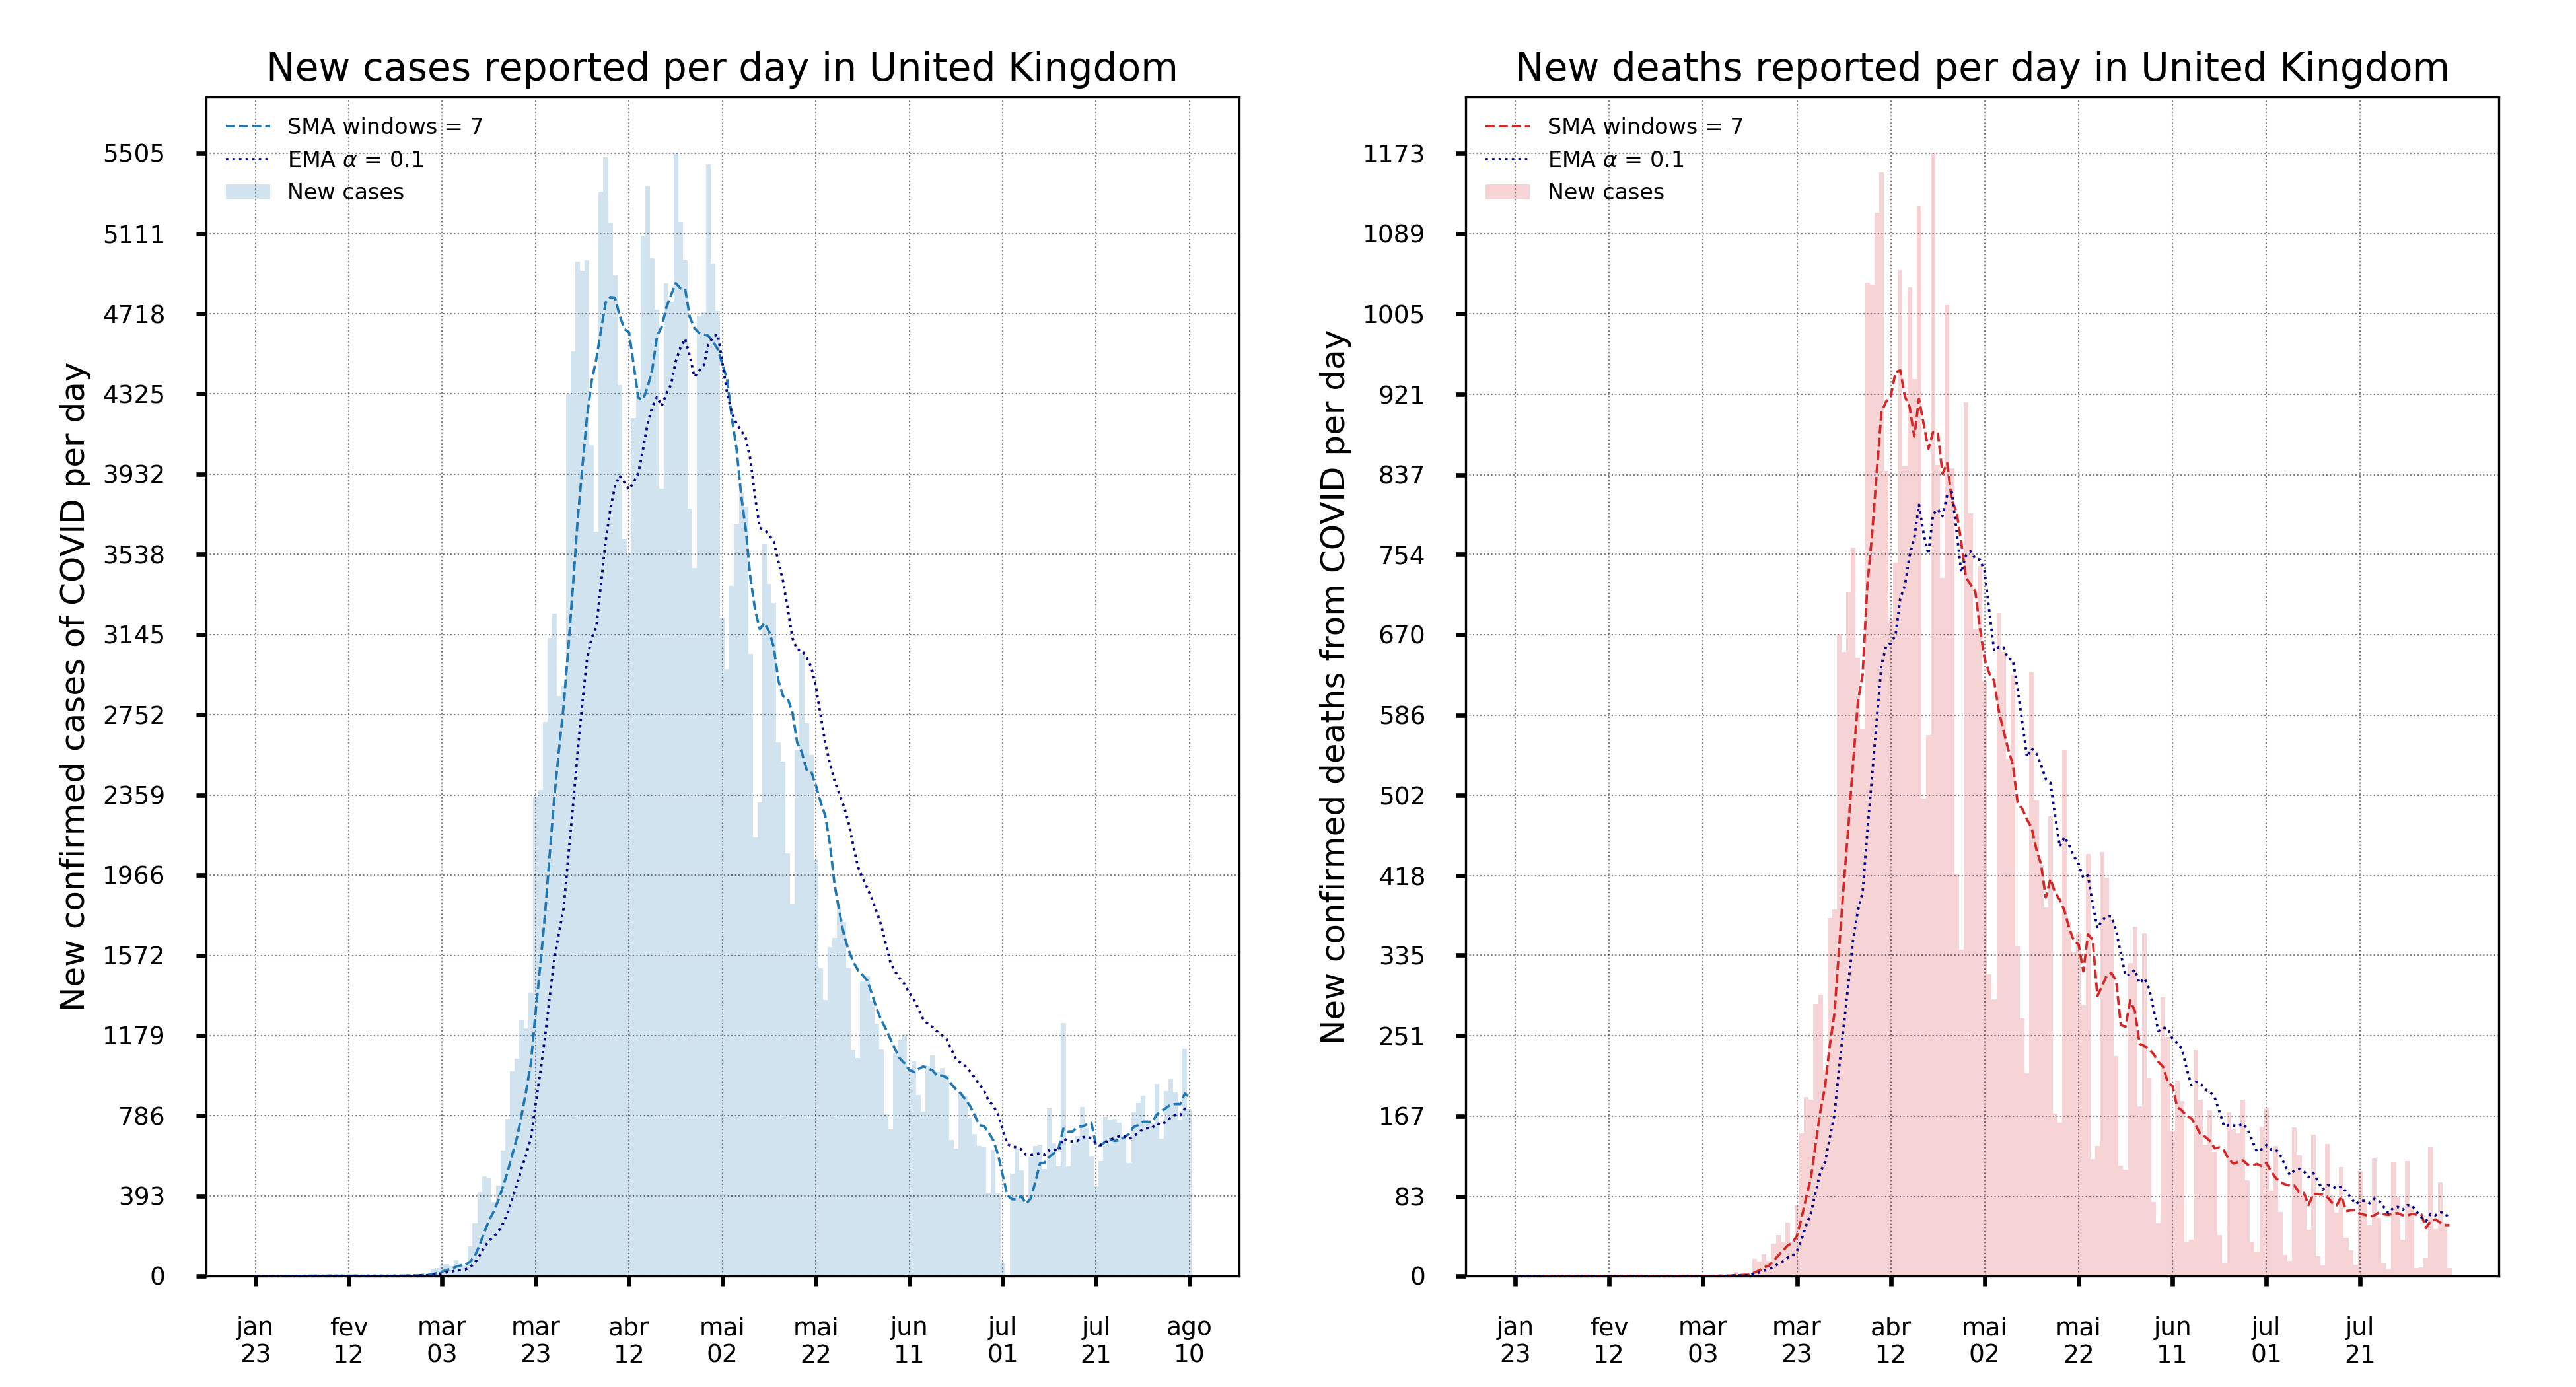 New cases reported per day in United Kingdom
SMA windows = 7
EMA α = 0.1
New cases
New confirmed cases of COVID per day
5505
5111
4718
4325
3932
3538
3145
2752
2359
1966
1572
1179
786
393
0
jan fev mar mar abr mai mai jun jul jul ago
23 12 03 23 12 02 22 11 01 21 10
New deaths reported per day in United Kingdom
SMA windows = 7
EMA α = 0.1
New cases
New confirmed deaths from COVID per day
1173
1089
1005
921
837
754
670
586
502
418
335
251
167
83
0
jan fev mar mar abr mai mai jun jul jul
23 12 03 23 12 02 22 11 01 21